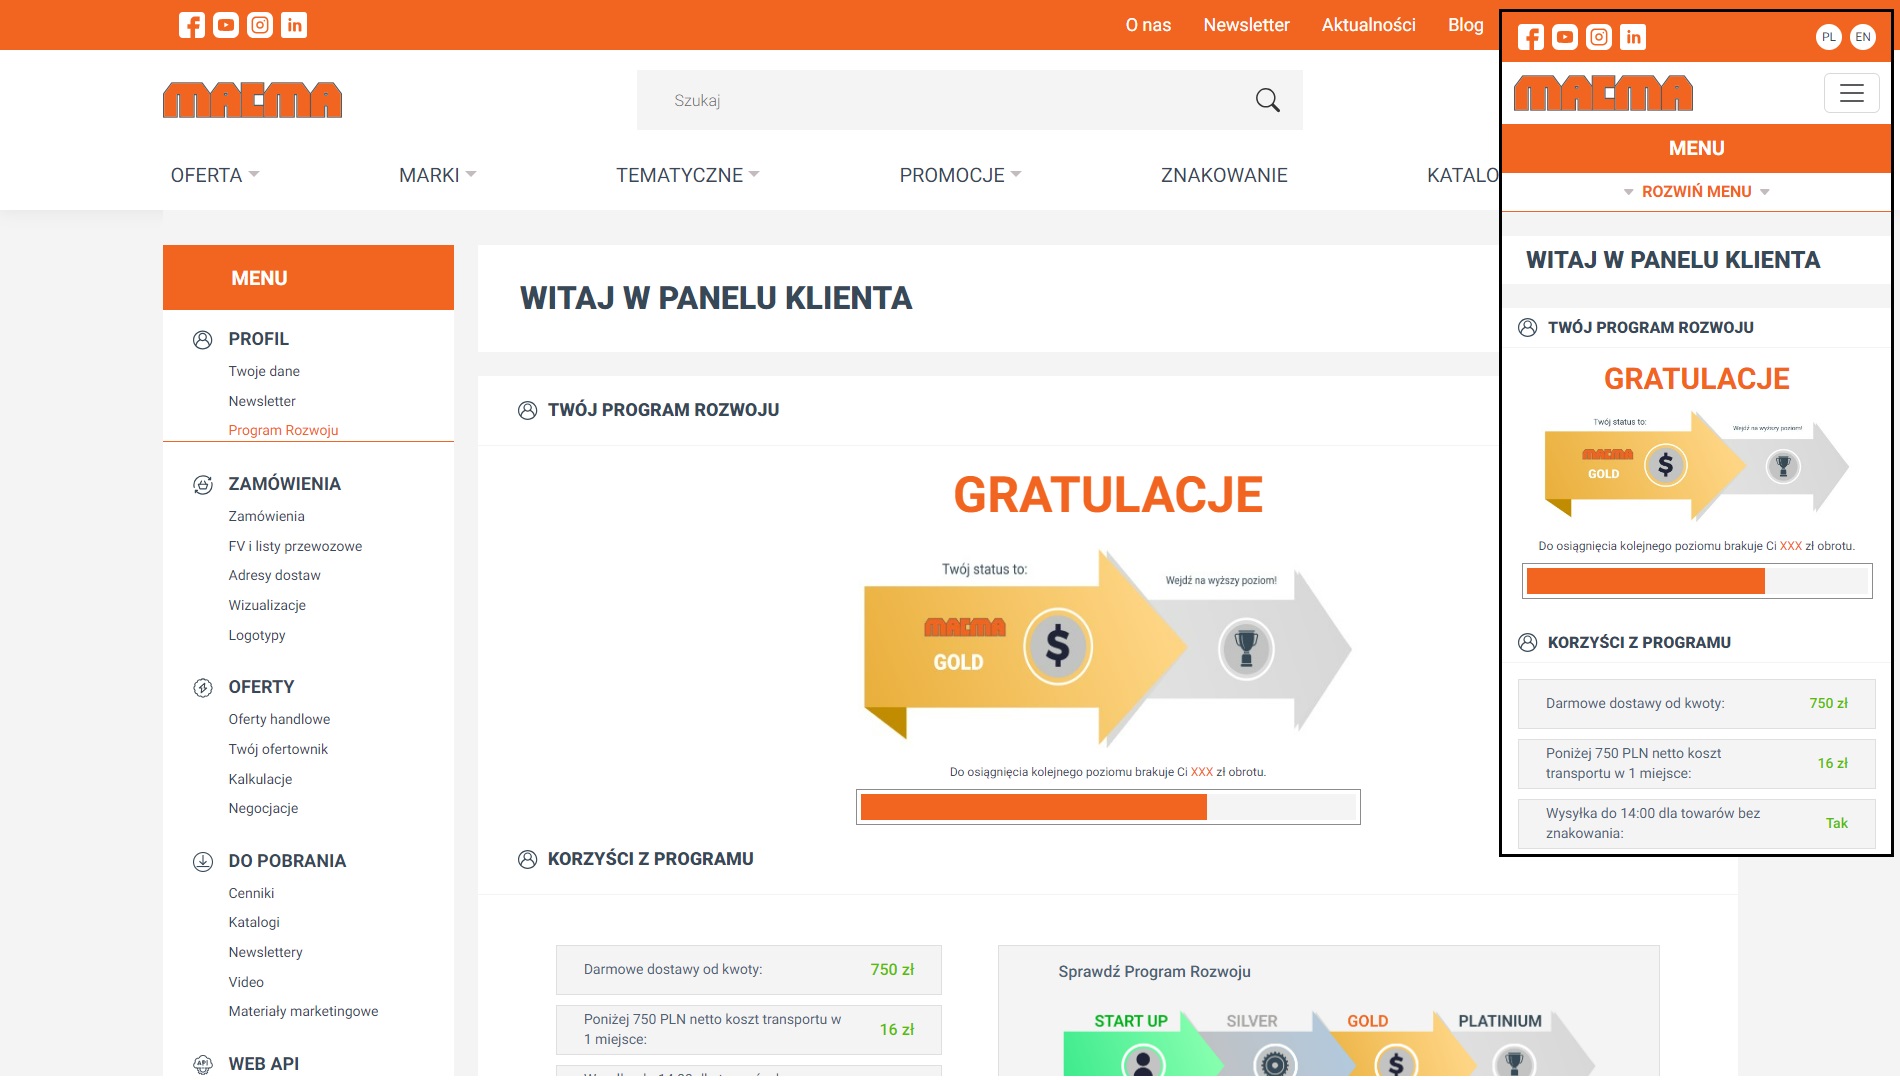 O nas Newsletter Aktualności Blog
MACMA
Szukaj
OFERTA MARKI TEMATYCZNE PROMOCJE ZNAKOWANIE KATALO
MENU
PROFIL
Twoje dane
Newsletter
Program Rozwoju
ZAMÓWIENIA
Zamówienia
FV i listy przewozowe
Adresy dostaw
Wizualizacje
Logotypy
OFERTY
Oferty handlowe
Twój ofertownik
Kalkulacje
Negocjacje
DO POBRANIA
Cenniki
Katalogi
Newslettery
Video
Materiały marketingowe
API
WEB API
WITAJ W PANELU KLIENTA
TWÓJ PROGRAM ROZWOJU
GRATULACJE
Twój status to:
Wejdź na wyższy poziom!
MACMA
GOLD
$
Do osiągnięcia kolejnego poziomu brakuje Ci XXX zł obrotu.
KORZYŚCI Z PROGRAMU
Darmowe dostawy od kwoty: 750 zł
Poniżej 750 PLN netto koszt transportu w
1 miejsce:
16 zł
Sprawdź Program Rozwoju
START UP SILVER GOLD PLATINIUM
$
PL EN
MACMA
MENU
ROZWIŃ MENU
WITAJ W PANELU KLIENTA
TWÓJ PROGRAM ROZWOJU
GRATULACJE
Twój status to:
Wejdź na wyższy poziom!
MACMA
GOLD
$
Do osiągnięcia kolejnego poziomu brakuje Ci XXX zł obrotu.
KORZYŚCI Z PROGRAMU
Darmowe dostawy od kwoty: 750 zł
Poniżej 750 PLN netto koszt
transportu w 1 miejsce:
16 zł
Wysyłka do 14:00 dla towarów bez
znakowania:
Tak